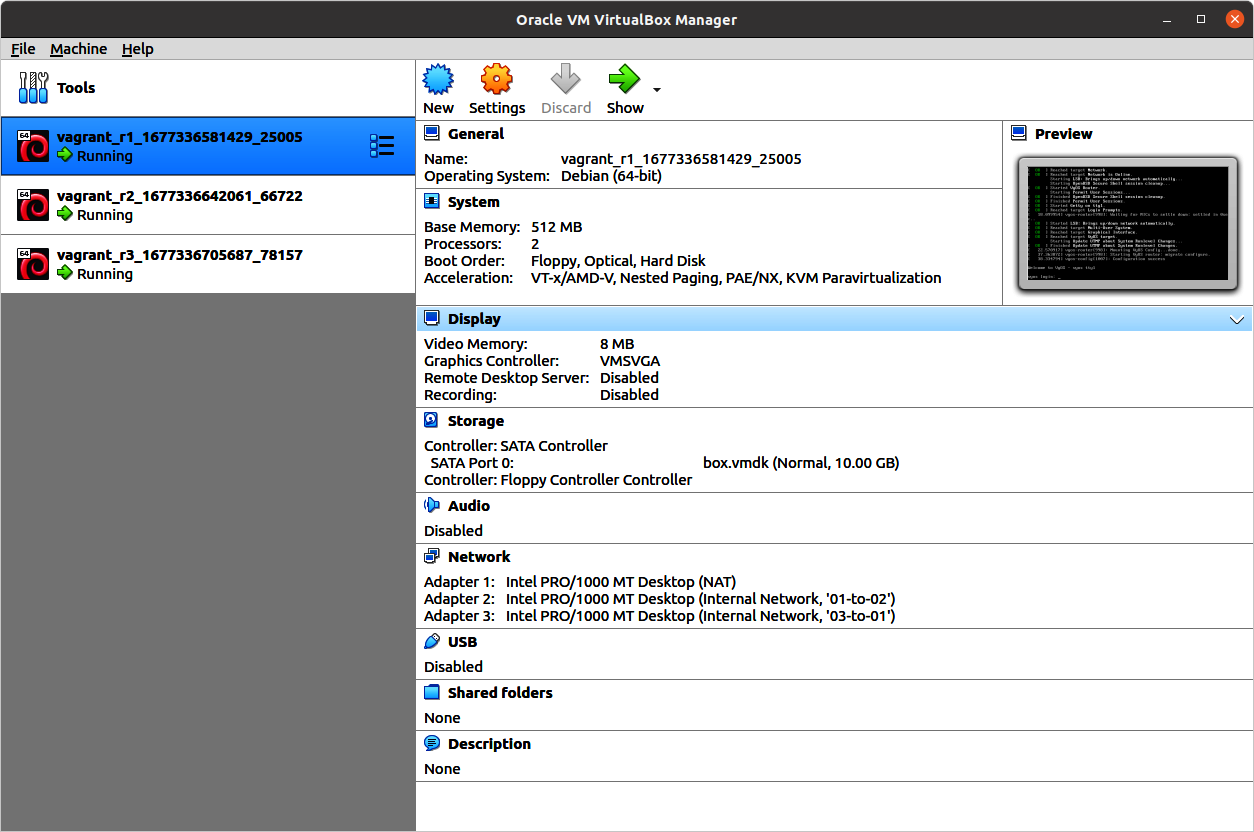 Oracle VM VirtualBox Manager
File Machine Help
Tools
64
vagrant_r1_1677336581429_25005
Running
64
vagrant_r2_1677336642061_66722
Running
64
vagrant_r3_1677336705687_78157
Running
New Settings Discard Show
General
Name: vagrant_r1_1677336581429_25005
Operating System: Debian (64-bit)
System
Base Memory: 512 MB
Processors: 2
Boot Order: Floppy, Optical, Hard Disk
Acceleration: VT-x/AMD-V, Nested Paging, PAE/NX, KVM Paravirtualization
Preview
Display
Video Memory: 8 MB
Graphics Controller: VMSVGA
Remote Desktop Server: Disabled
Recording: Disabled
Storage
Controller: SATA Controller
SATA Port 0: box.vmdk (Normal, 10.00 GB)
Controller: Floppy Controller Controller
Audio
Disabled
Network
Adapter 1: Intel PRO/1000 MT Desktop (NAT)
Adapter 2: Intel PRO/1000 MT Desktop (Internal Network, '01-to-02')
Adapter 3: Intel PRO/1000 MT Desktop (Internal Network, '03-to-01')
USB
Disabled
Shared folders
None
Description
None